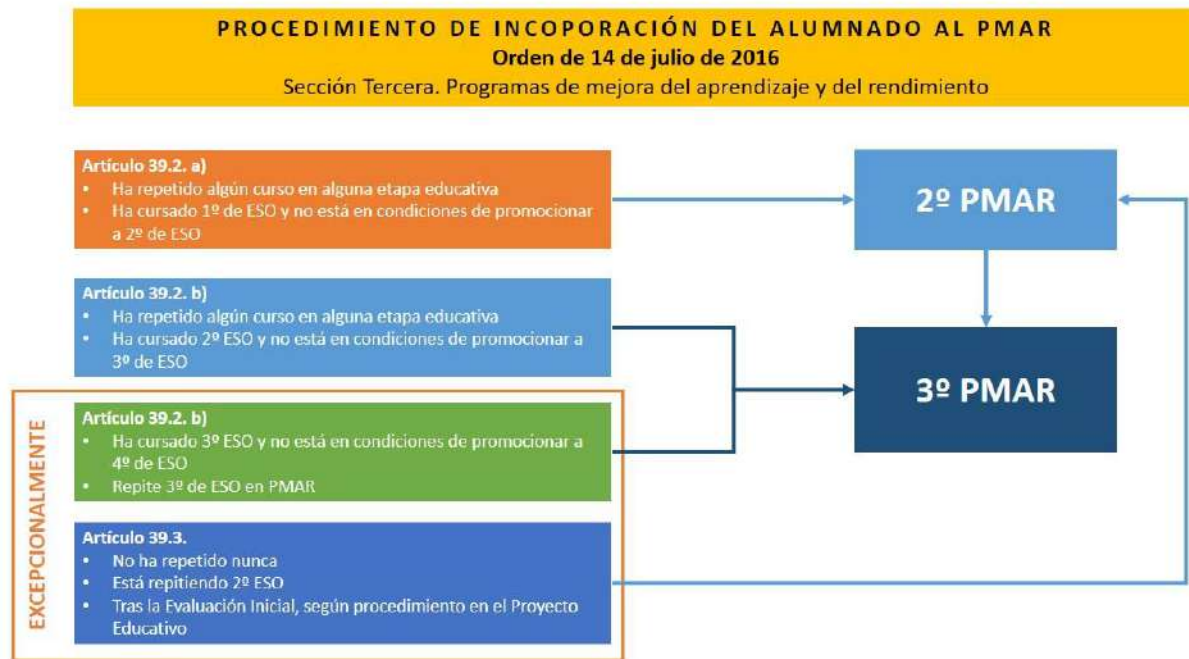 PROCEDIMIENTO DE INCOPORACIÓN DEL ALUMNADO AL PMAR
Orden de 14 de julio de 2016
Sección Tercera. Programas de mejora del aprendizaje y del rendimiento
Artículo 39.2. a)
• Ha repetido algún curso en alguna etapa educativa
• Ha cursado 1º de ESO y no está en condiciones de promocionar
a 2º de ESO
2º PMAR
Artículo 39.2. b)
• Ha repetido algún curso en alguna etapa educativa
• Ha cursado 2º ESO y no está en condiciones de promocionar a
3º de ESO
3º PMAR
EXCEPCIONALMENTE
Artículo 39.2. b)
• Ha cursado 3º ESO y no está en condiciones de promocionar a
4º de ESO
• Repite 3º de ESO en PMAR
Artículo 39.3.
• No ha repetido nunca
• Está repitiendo 2º ESO
• Tras la Evaluación Inicial, según procedimiento en el Proyecto
Educativo